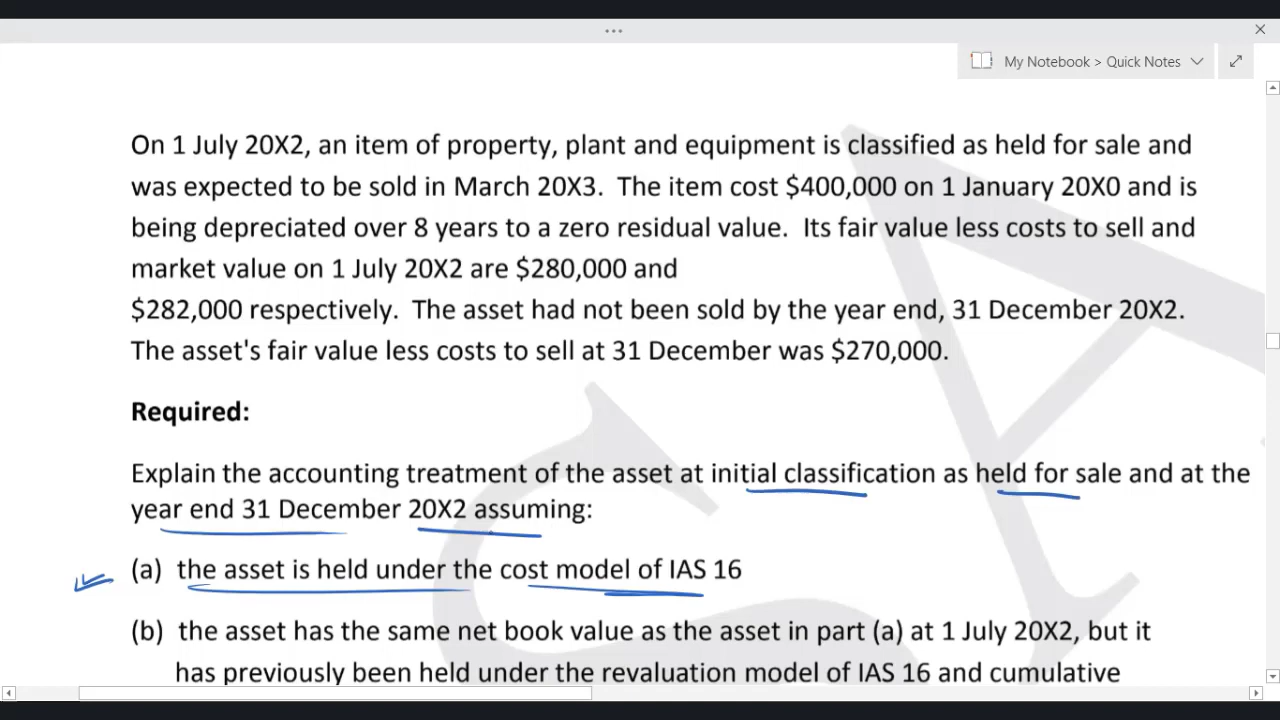 My Notebook > Quick Notes
On 1 July 20X2, an item of property, plant and equipment is classified as held for sale and
was expected to be sold in March 20X3. The item cost $400,000 on 1 January 20X0 and is
being depreciated over 8 years to a zero residual value. Its fair value less costs to sell and
market value on 1 July 20X2 are $280,000 and
$282,000 respectively. The asset had not been sold by the year end, 31 December 20X2.
The asset's fair value less costs to sell at 31 December was $270,000.
Required:
Explain the accounting treatment of the asset at initial classification as held for sale and at the
year end 31 December 20X2 assuming:
(a) the asset is held under the cost model of IAS 16
(b) the asset has the same net book value as the asset in part (a) at 1 July 20X2, but it
has previously been held under the revaluation model of IAS 16 and cumulative